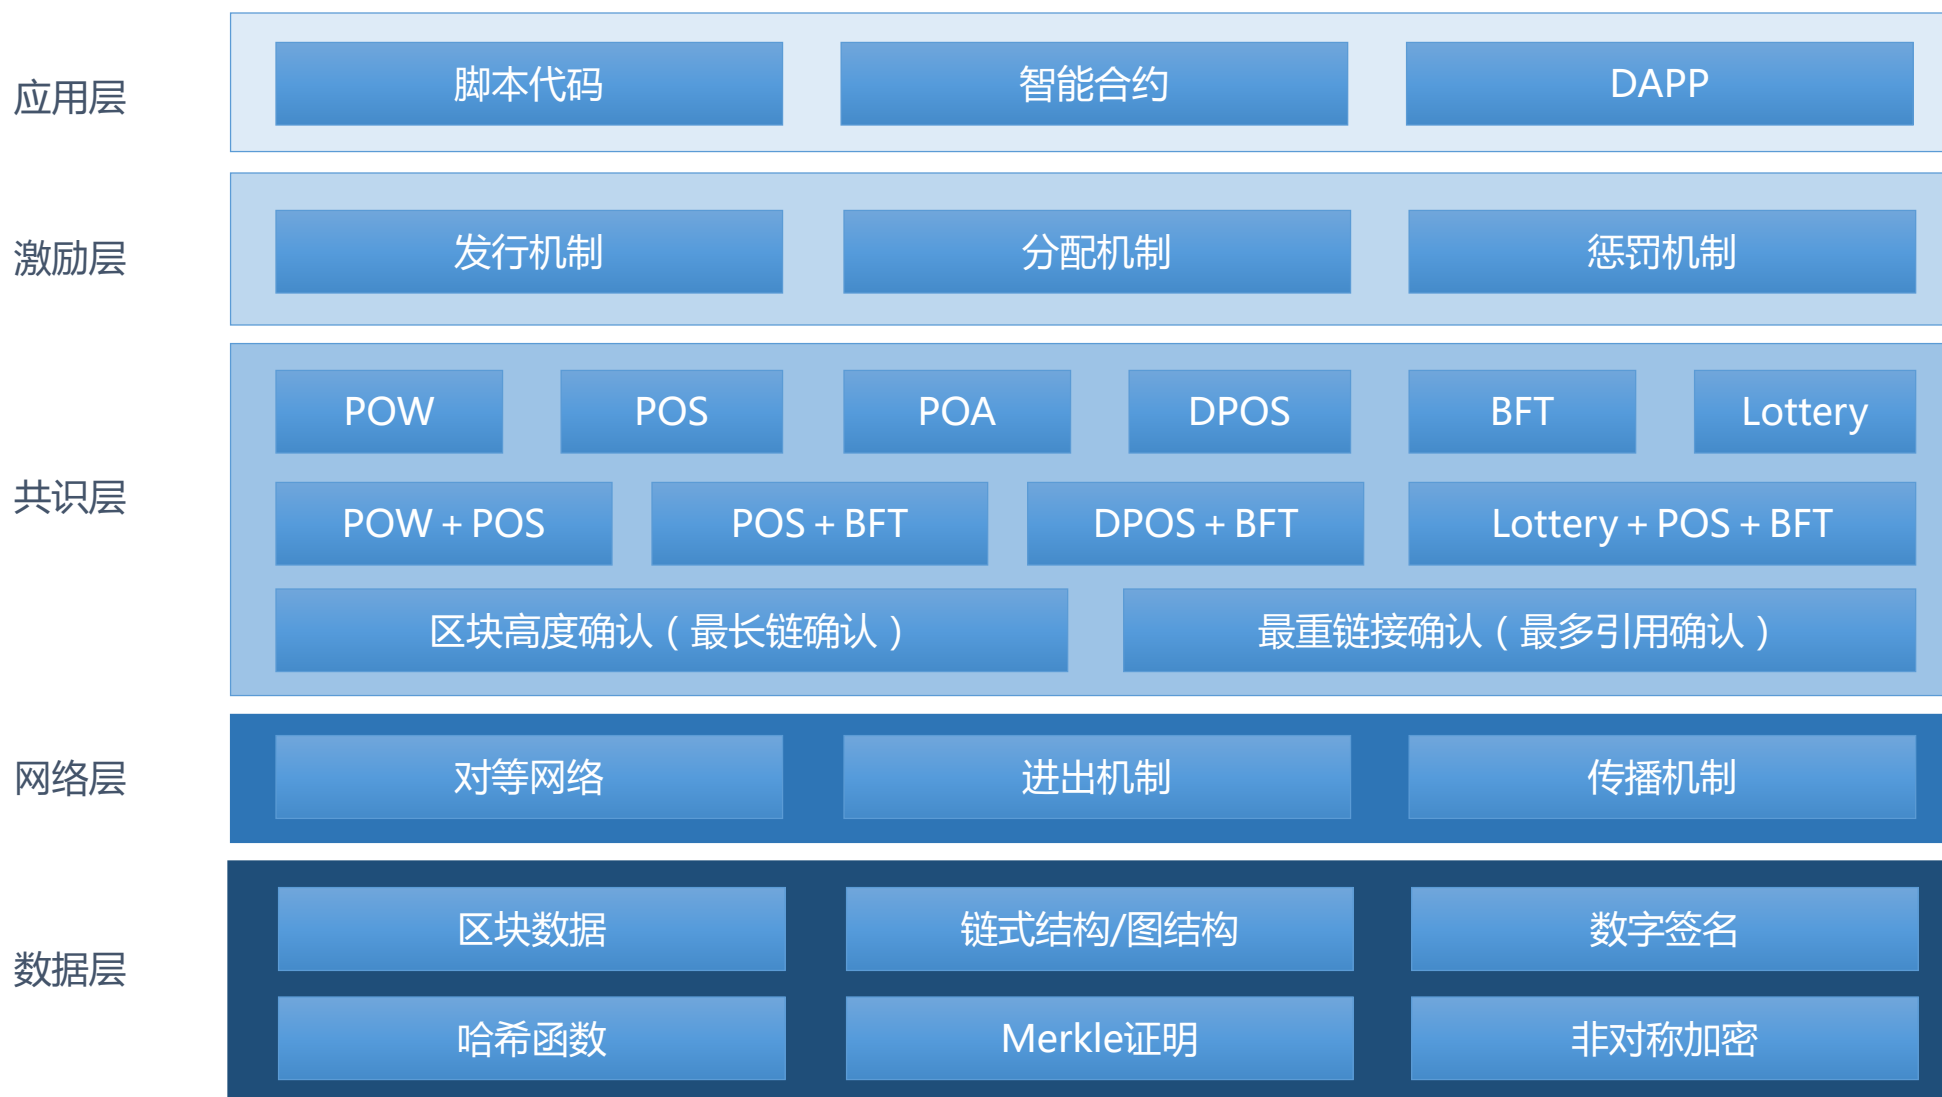 应用层
脚本代码
智能合约
DAPP
激励层
发行机制
分配机制
惩罚机制
共识层
POW
POS
POA
DPOS
BFT
Lottery
POW + POS
POS + BFT
DPOS + BFT
Lottery + POS + BFT
区块高度确认（最长链确认）
最重链接确认（最多引用确认）
网络层
对等网络
进出机制
传播机制
数据层
区块数据
链式结构/图结构
数字签名
哈希函数
Merkle证明
非对称加密